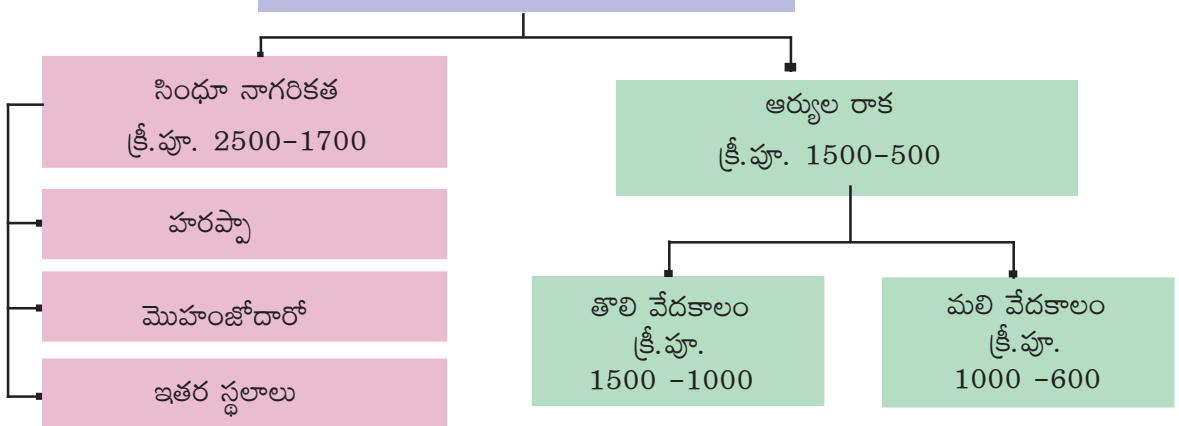 సింధూ నాగరికత
క్రీ.పూ. 2500-1700
హరప్పా
మొహంజోదారో
ఇతర స్థలాలు
ఆర్యుల రాక
క్రీ.పూ. 1500-500
తొలి వేదకాలం
క్రీ.పూ.
1500 -1000
మలి వేదకాలం
క్రీ.పూ.
1000 -600